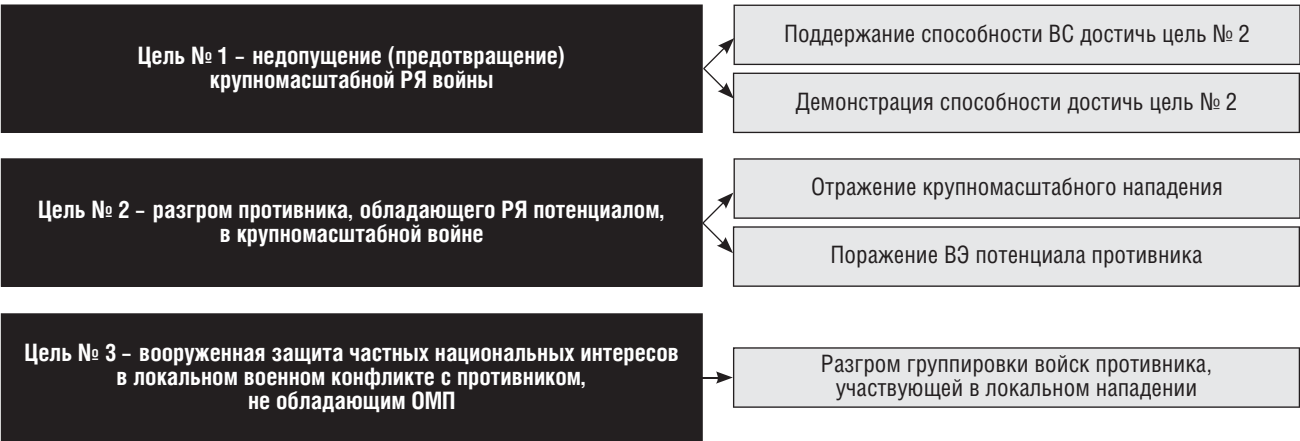 Цель № 1 – недопущение (предотвращение)
крупномасштабной РЯ войны
Поддержание способности ВС достичь цель № 2
Демонстрация способности достичь цель № 2
Цель № 2 – разгром противника, обладающего РЯ потенциалом,
в крупномасштабной войне
Отражение крупномасштабного нападения
Поражение ВЭ потенциала противника
Цель № 3 – вооруженная защита частных национальных интересов
в локальном военном конфликте с противником,
не обладающим ОМП
Разгром группировки войск противника,
участвующей в локальном нападении